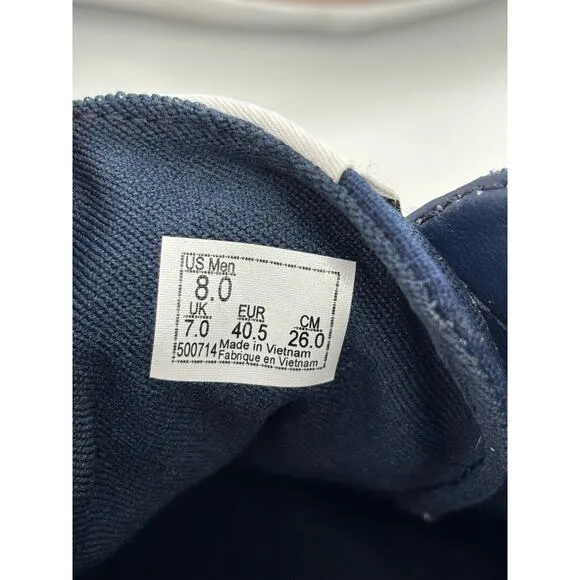 US Men
8.0
UK EUR CM
7.0 40.5 26.0
500714 Made in Vietnam
Fabrique en Vietnam